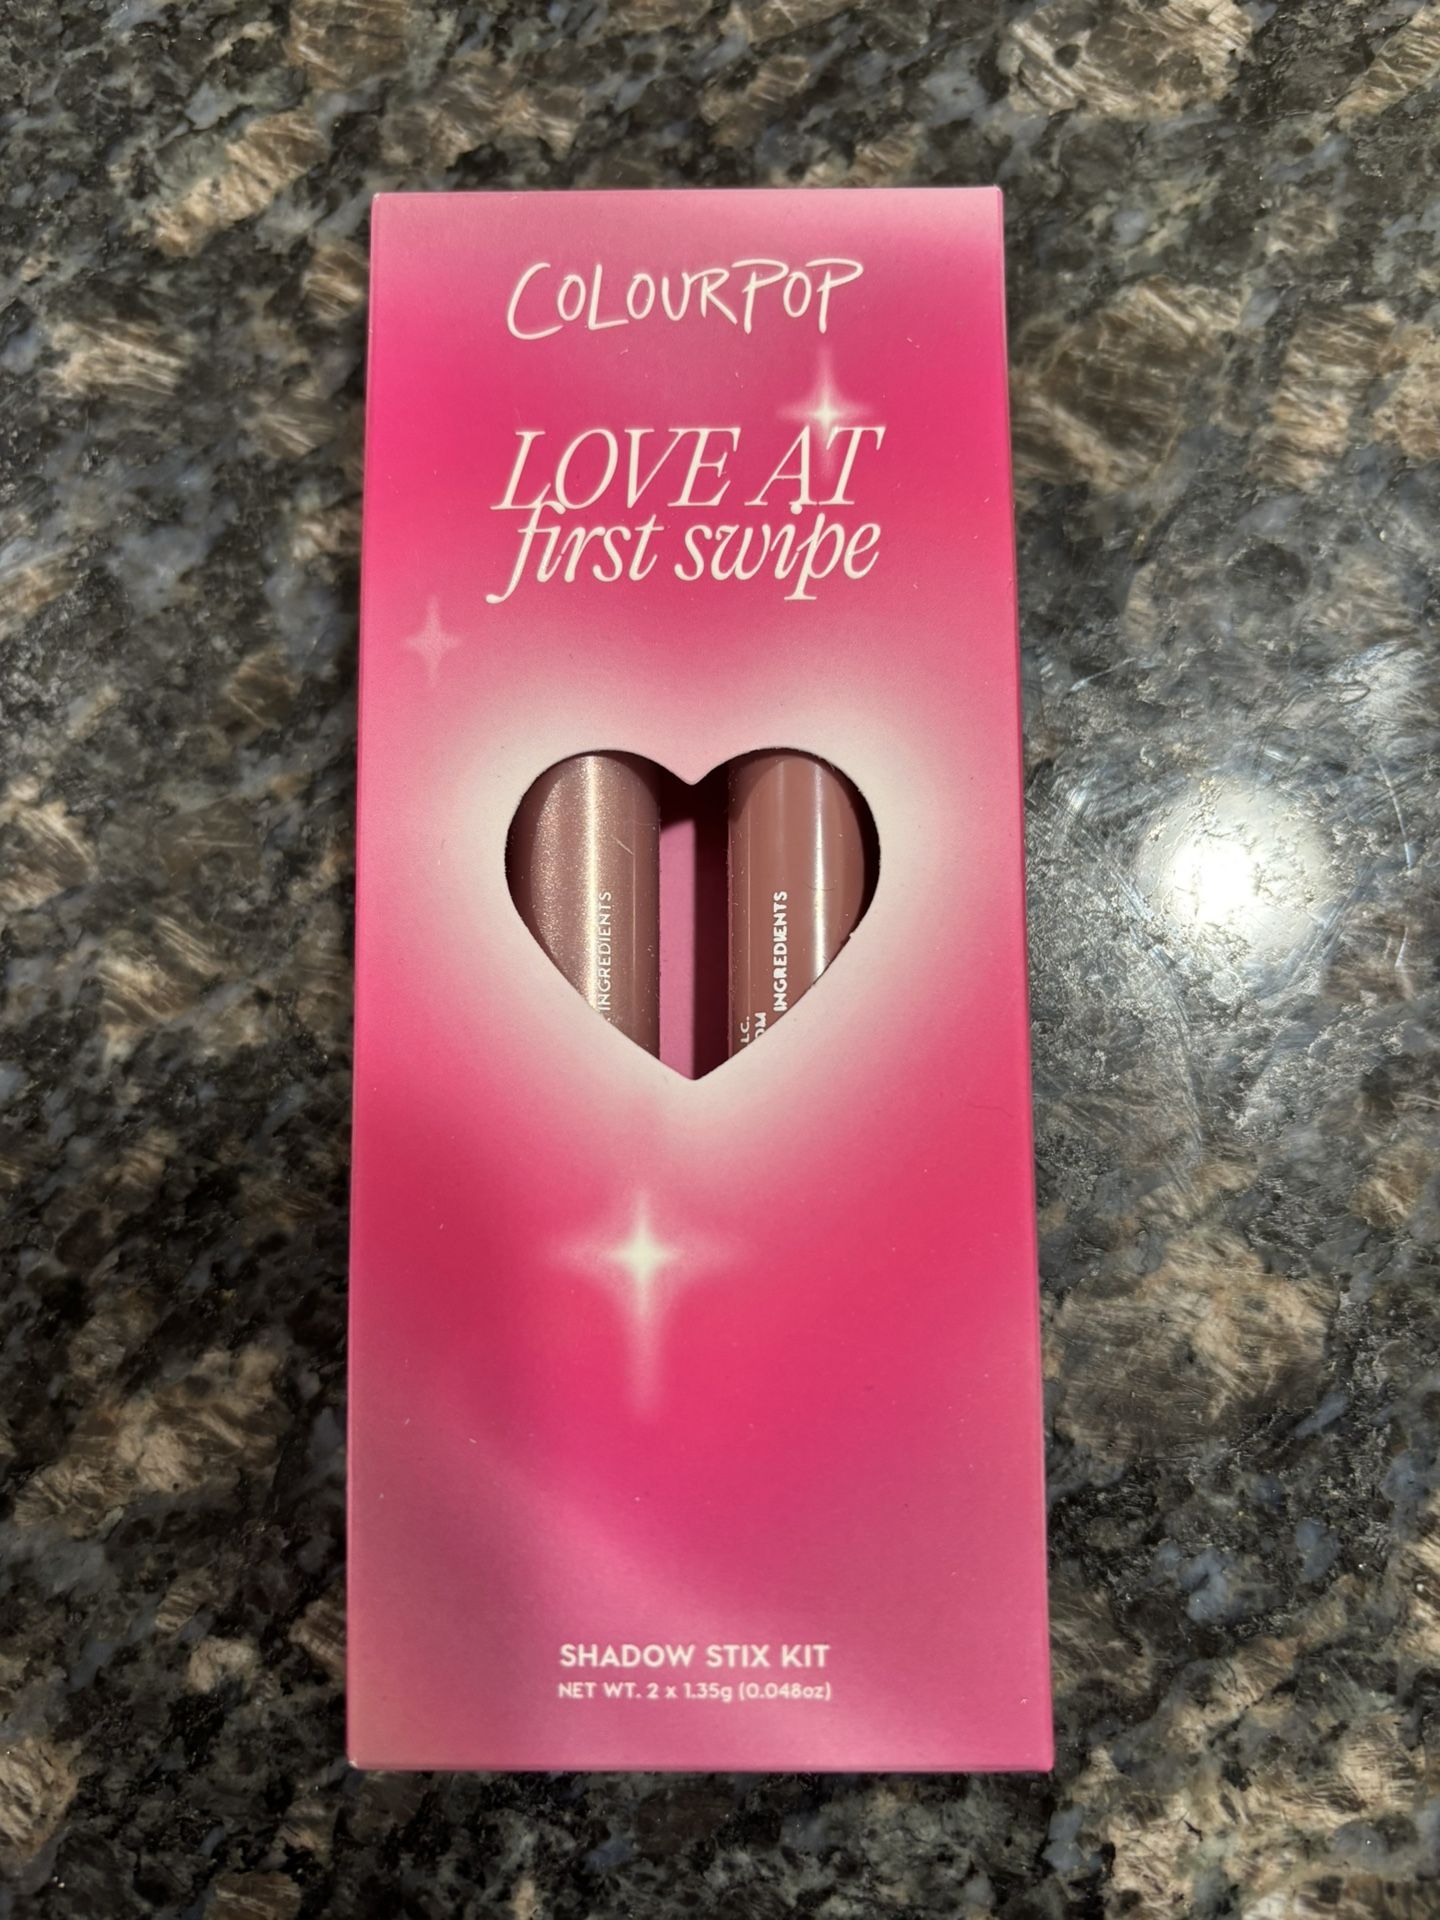 COLOURPOP
LOVE AT
first swipe
INGREDIENTS
INGREDIENTS
SHADOW STIX KIT
NET WT. 2 x 1.35g (0.048oz)